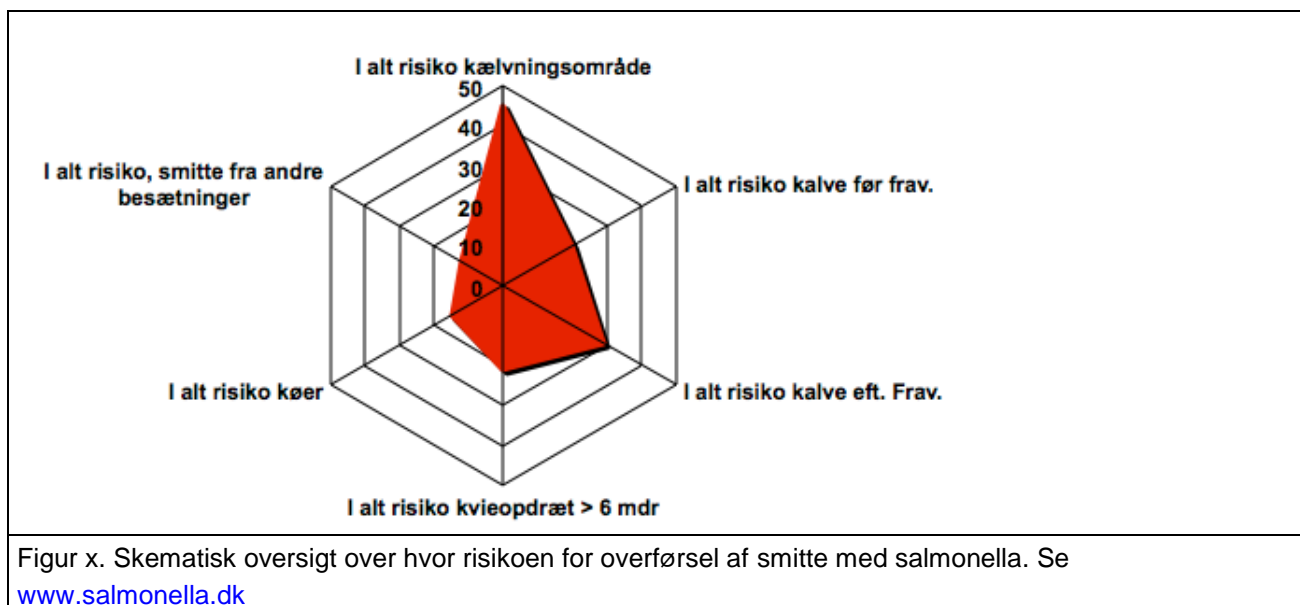 I alt risiko kælvningsområde
50
40
30
20
10
0
I alt risiko, smitte fra andre
besætninger
I alt risiko kalve før frav.
I alt risiko køer
I alt risiko kalve eft. Frav.
I alt risiko kvieopdræt > 6 mdr
Figur x. Skematisk oversigt over hvor risikoen for overførsel af smitte med salmonella. Se
www.salmonella.dk